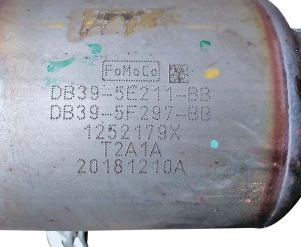 FoMoCo
DB39-5E211-BB
DB39-5F297-BB
1252179X
T2A1A
20181210A